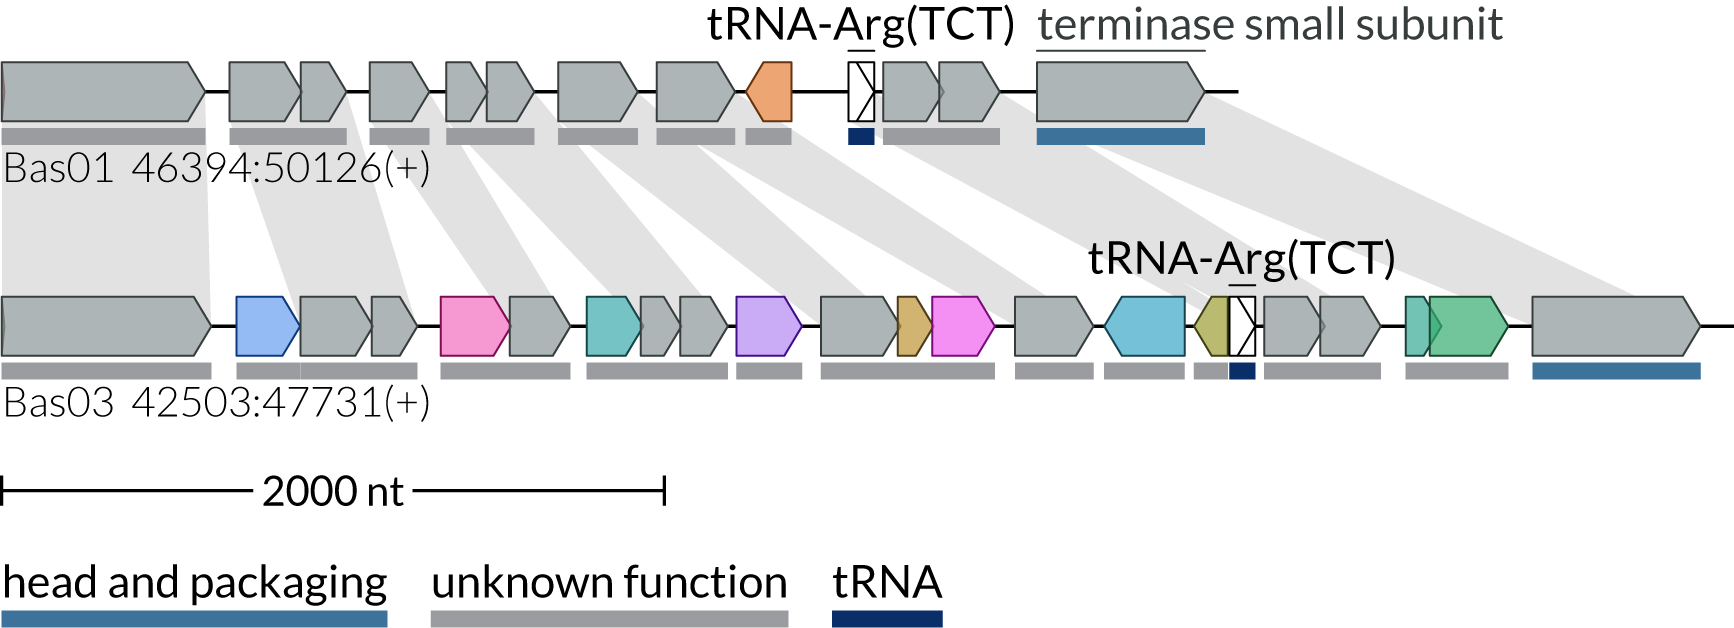 tRNA-Arg(TCT) terminase small subunit
Bas01 46394:50126(+)
tRNA-Arg(TCT)
Bas03 42503:47731(+)
2000 nt
head and packaging unknown function tRNA